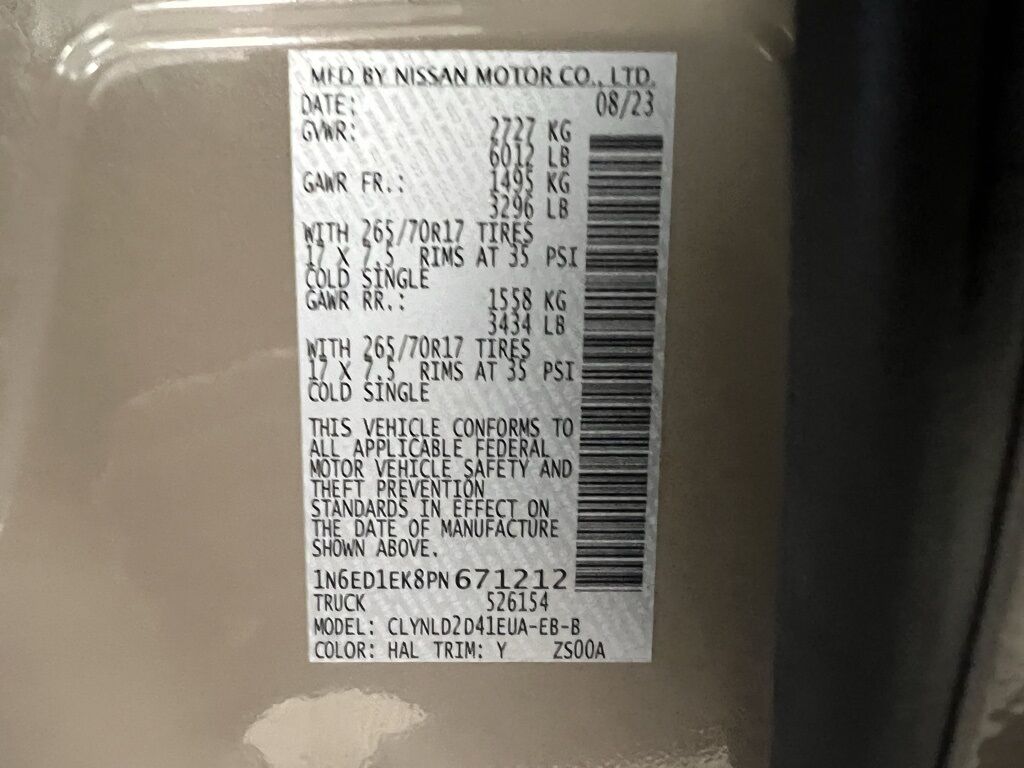 MFD BY NISSAN MOTOR CO., LTD.
DATE: 08/23
GVWR: 2727 KG
6012 LB
GAWR FR.: 1495 KG
3296 LB
WITH 265/70R17 TIRES
17 X 7.5 RIMS AT 35 PSI
COLD SINGLE
GAWR RR.: 1558 KG
3434 LB
WITH 265/70R17 TIRES
17 X 7.5 RIMS AT 35 PSI
COLD SINGLE
THIS VEHICLE CONFORMS TO
ALL APPLICABLE FEDERAL
MOTOR VEHICLE SAFETY AND
THEFT PREVENTION
STANDARDS IN EFFECT ON
THE DATE OF MANUFACTURE
SHOWN ABOVE.
1N6ED1EK8PN671212
TRUCK 526154
MODEL: CLYNLD2D41EUA-EB-B
COLOR: HAL TRIM: Y ZS00A